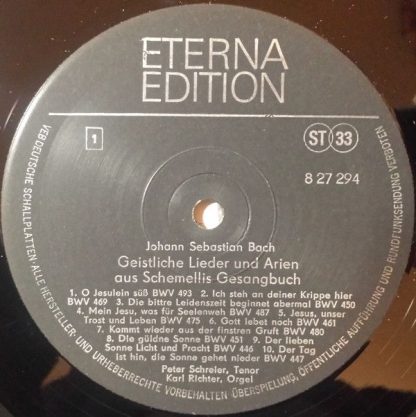 ETERNA
EDITION
1
ST 33
8 27 294
Johann Sebastian Bach
Geistliche Lieder und Arien
aus Schemellis Gesangbuch
1. O Jesulein süß BWV 493 2. Ich steh an deiner Krippe hier
BWV 469 3. Die bittre Leidenszeit beginnet abermal BWV 450
4. Mein Jesu, was für Seelenweh BWV 487 5. Jesus, unser
Trost und Leben BWV 475 6. Gott lebet noch BWV 461
7. Kommt wieder aus der finstren Gruft BWV 480
8. Die güldne Sonne BWV 451 9. Der lieben
Sonne Licht und Pracht BWV 446 10. Der Tag
Ist hin, die Sonne gehet nieder BWV 447
Peter Schreier, Tenor
Karl Richter, Orgel
VEB DEUTSCHE SCHALLPLATTEN · ALLE HERSTELLER- UND URHEBERRECHTE VORBEHALTEN ÜBERSPIELUNG, ÖFFENTLICHE AUFFÜHRUNG UND RUNDFUNKSENDUNG VERBOTEN